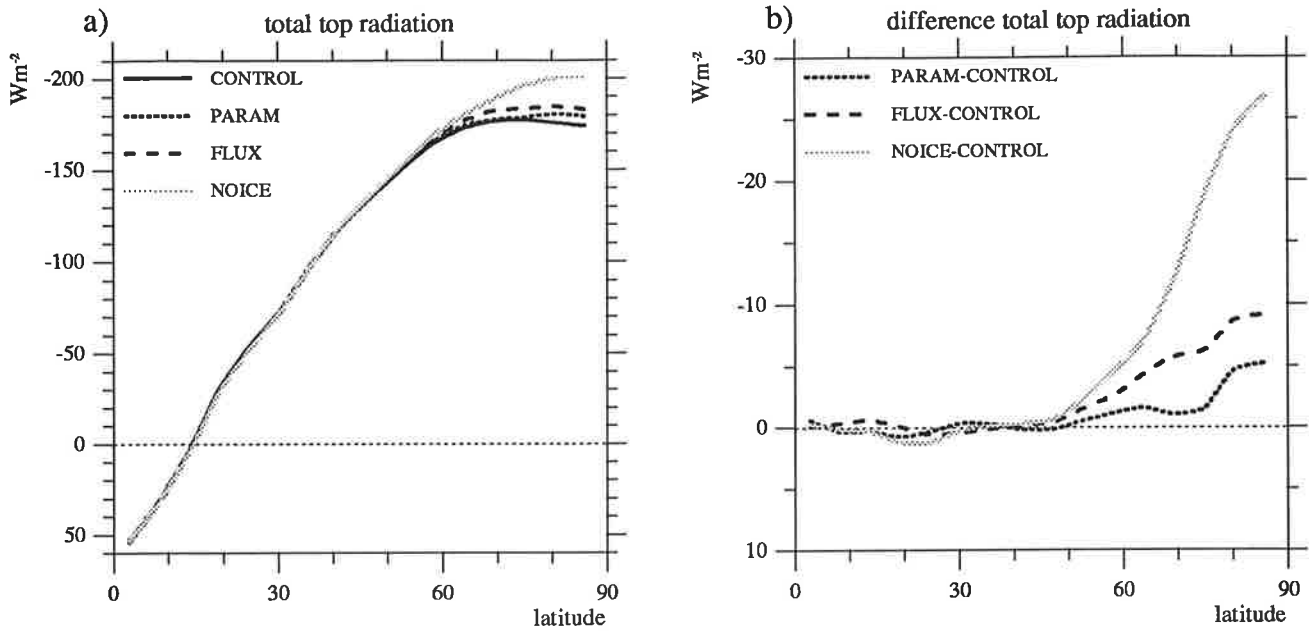 a) total top radiation
Wm-2
-200
-150
-100
-50
0
50
CONTROL
PARAM
FLUX
NOICE
0 30 60 90
latitude
b) difference total top radiation
Wm-2
-30
-20
-10
0
10
PARAM-CONTROL
FLUX-CONTROL
NOICE-CONTROL
0 30 60 90
latitude